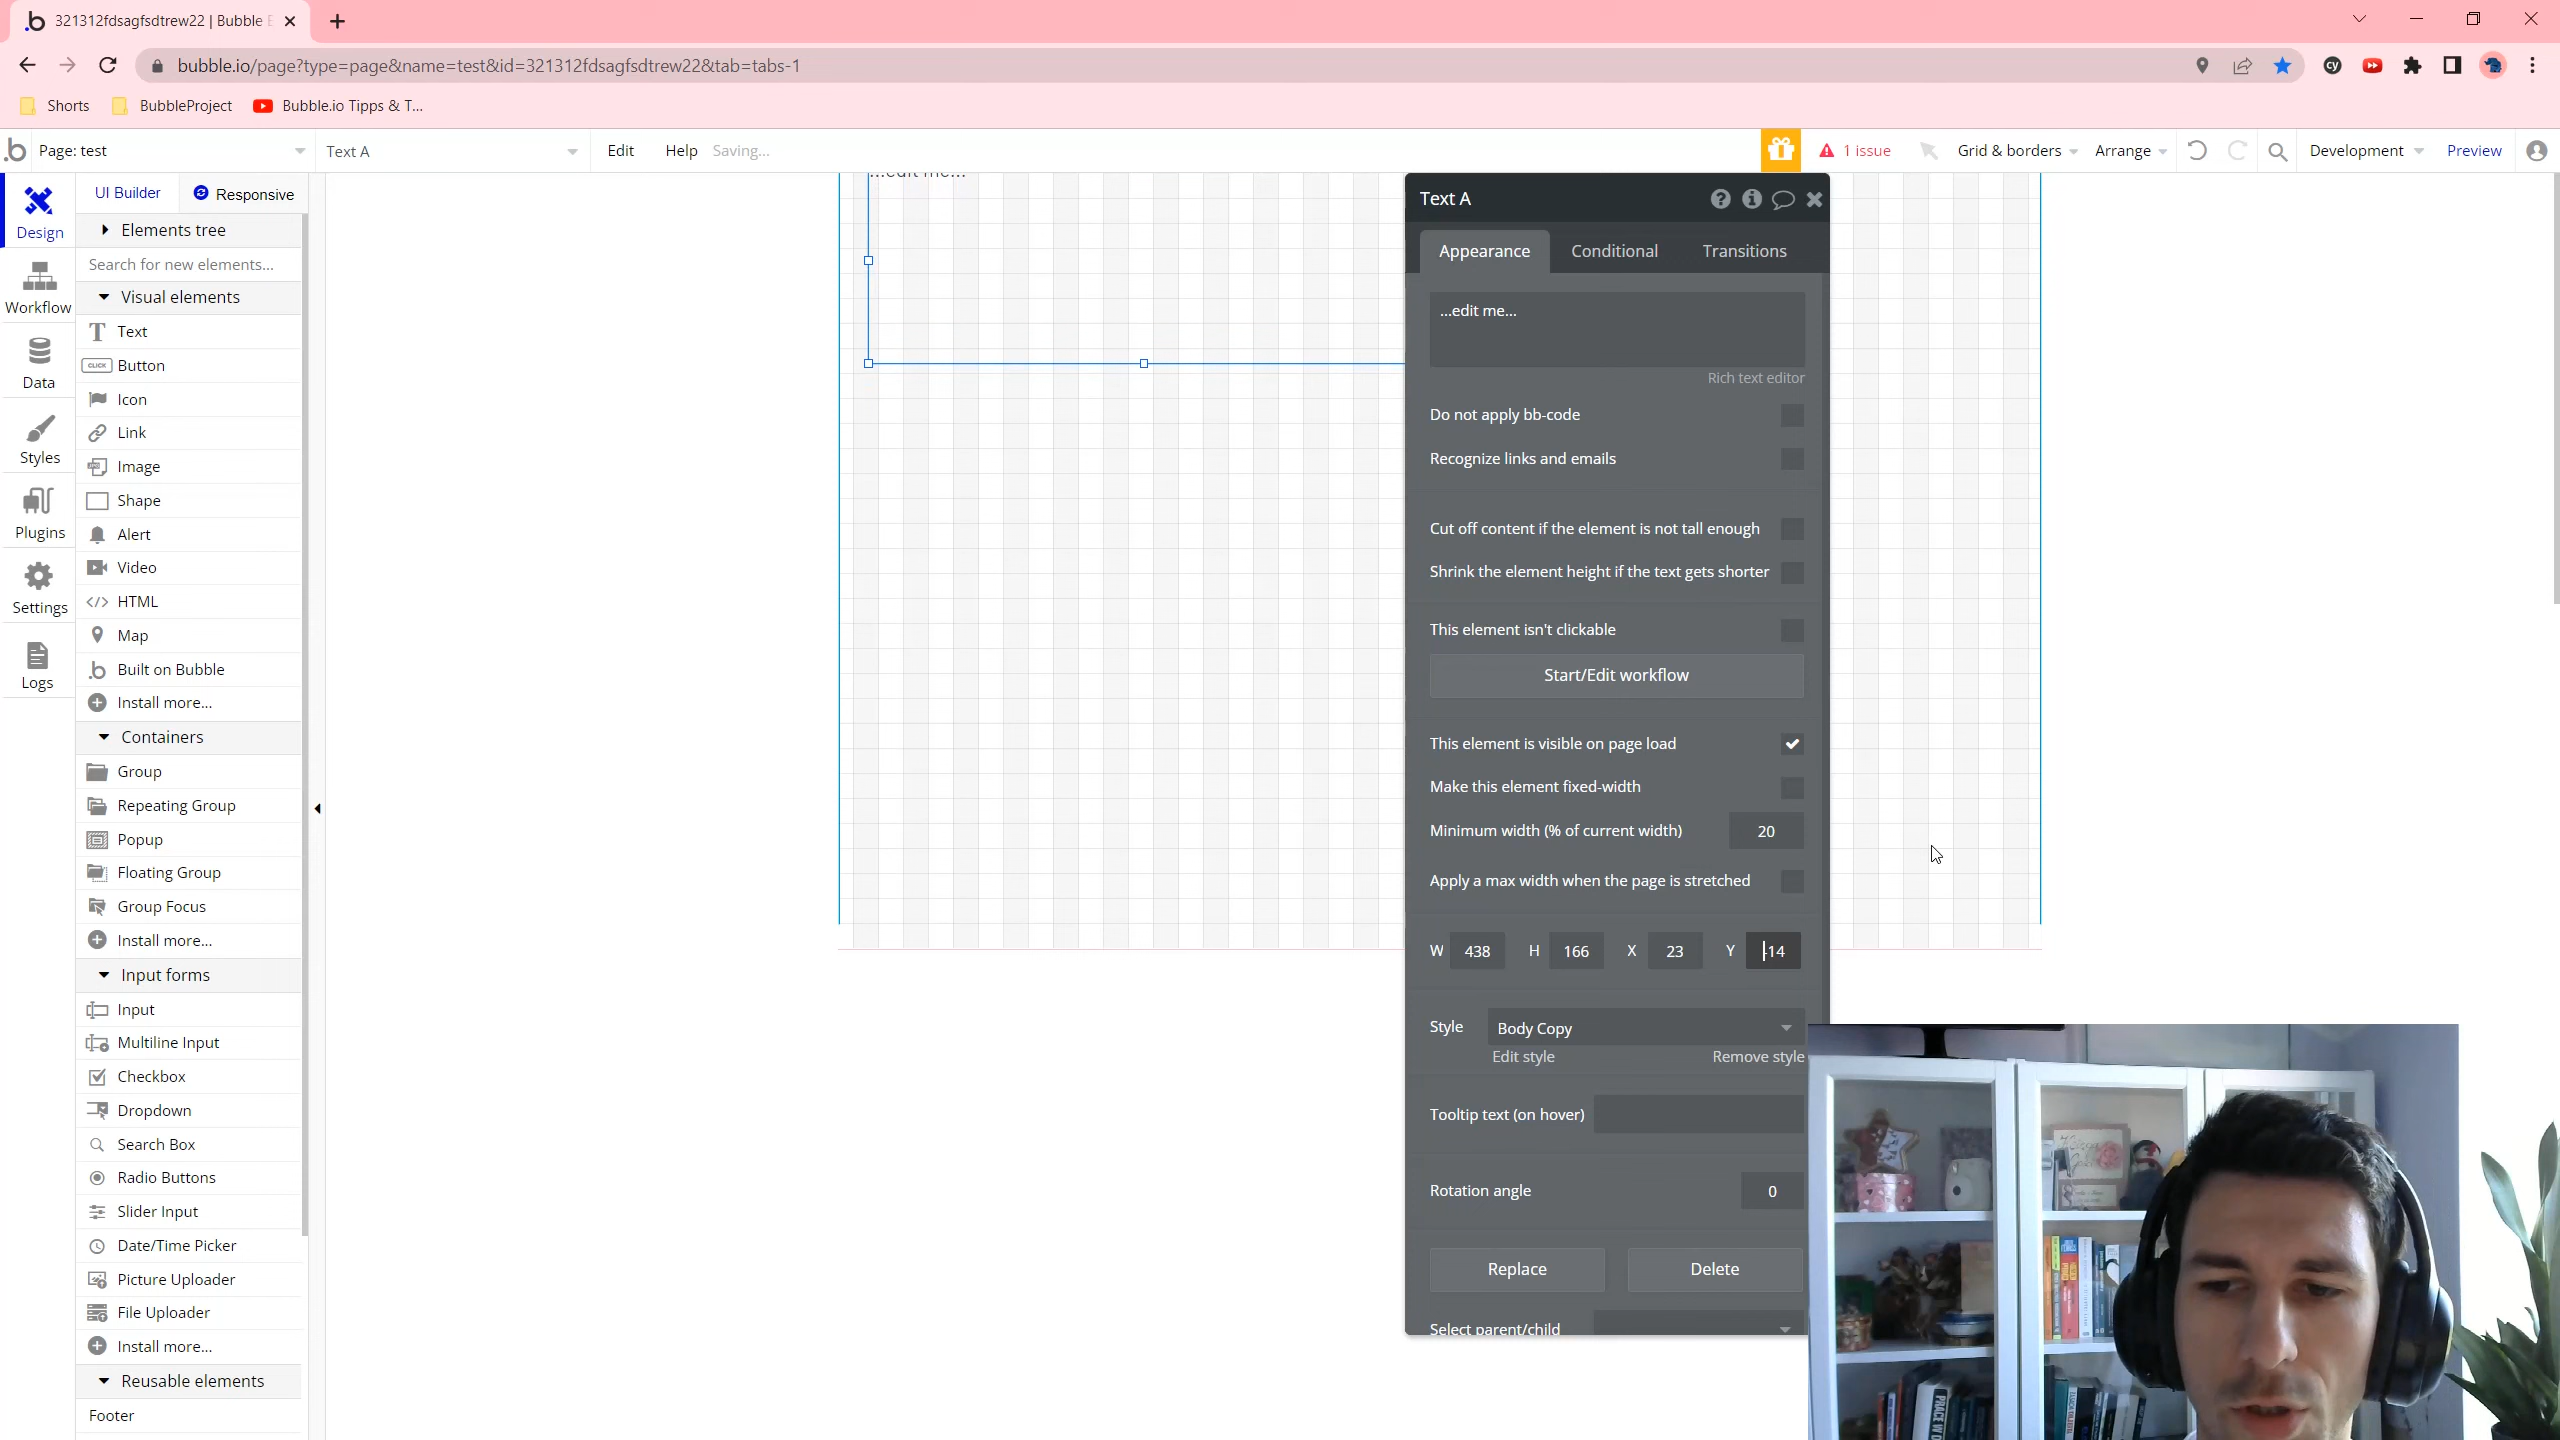 321312fdsagfsdtrew22 | Bubble E
bubble.io/page?type=page&name=test&id=321312fdsagfsdtrew22&tab=tabs-1
Shorts
BubbleProject
Bubble.io Tipps & T...
Page: test
Text A
Edit
Help
Saving...
1 issue
Grid & borders
Arrange
Development
Preview
Design
Workflow
Data
Styles
Plugins
Settings
Logs
UI Builder
Responsive
Elements tree
Search for new elements...
Visual elements
Text
CLICK
Button
Icon
Link
Image
Shape
Alert
Video
HTML
Map
Built on Bubble
Install more...
Containers
Group
Repeating Group
Popup
Floating Group
Group Focus
Install more...
Input forms
Input
Multiline Input
Checkbox
Dropdown
Search Box
Radio Buttons
Slider Input
Date/Time Picker
Picture Uploader
File Uploader
Install more...
Reusable elements
Footer
...edit me...
Text A
Appearance
Conditional
Transitions
...edit me...
Rich text editor
Do not apply bb-code
Recognize links and emails
Cut off content if the element is not tall enough
Shrink the element height if the text gets shorter
This element isn't clickable
Start/Edit workflow
This element is visible on page load
Make this element fixed-width
Minimum width (% of current width)
20
Apply a max width when the page is stretched
W 438 H 166 X 23 Y -14
Style
Body Copy
Edit style
Remove style
Tooltip text (on hover)
Rotation angle
0
Replace
Delete
Select parent/child